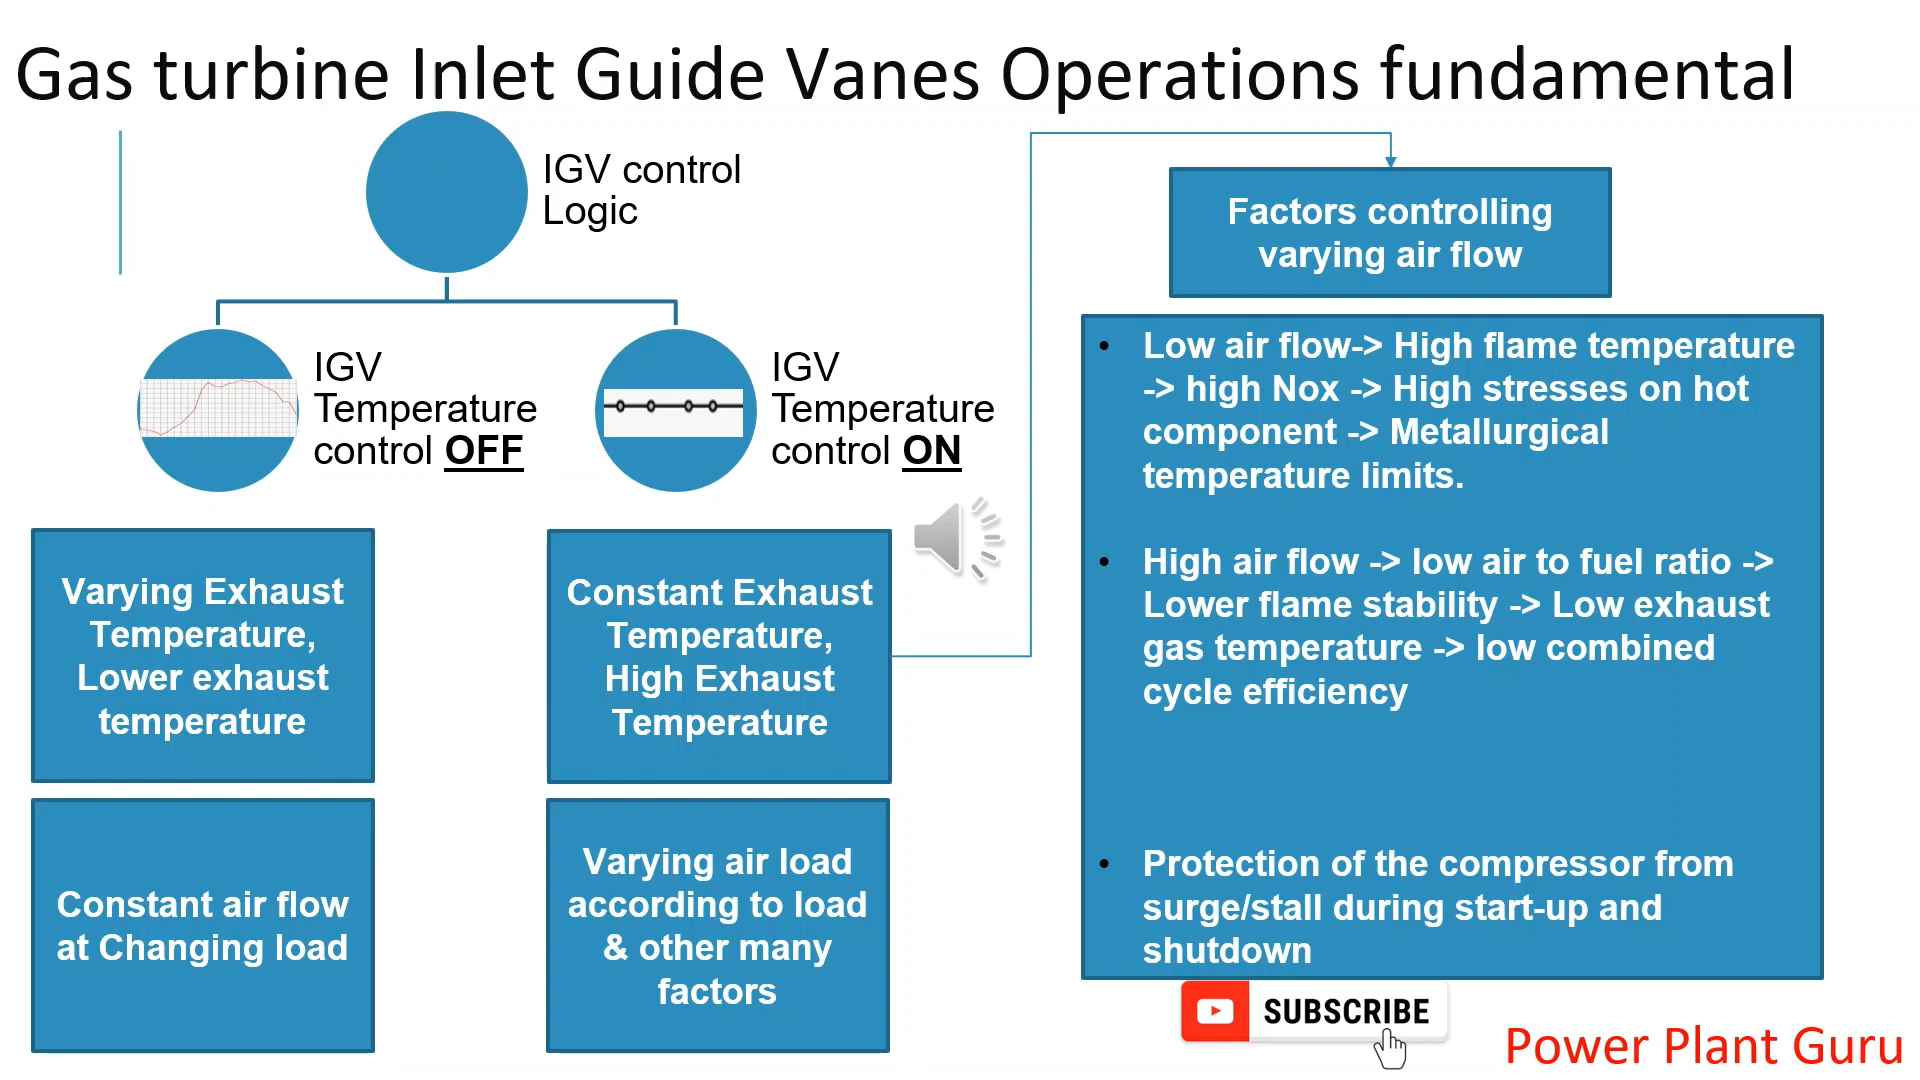 Gas turbine Inlet Guide Vanes Operations fundamental
IGV control
Logic
IGV
Temperature
control OFF
IGV
Temperature
control ON
Varying Exhaust
Temperature,
Lower exhaust
temperature
Constant Exhaust
Temperature,
High Exhaust
Temperature
Constant air flow
at Changing load
Varying air load
according to load
& other many
factors
Factors controlling
varying air flow
• Low air flow-> High flame temperature
-> high Nox -> High stresses on hot
component -> Metallurgical
temperature limits.
• High air flow -> low air to fuel ratio ->
Lower flame stability -> Low exhaust
gas temperature -> low combined
cycle efficiency
• Protection of the compressor from
surge/stall during start-up and
shutdown
SUBSCRIBE
Power Plant Guru